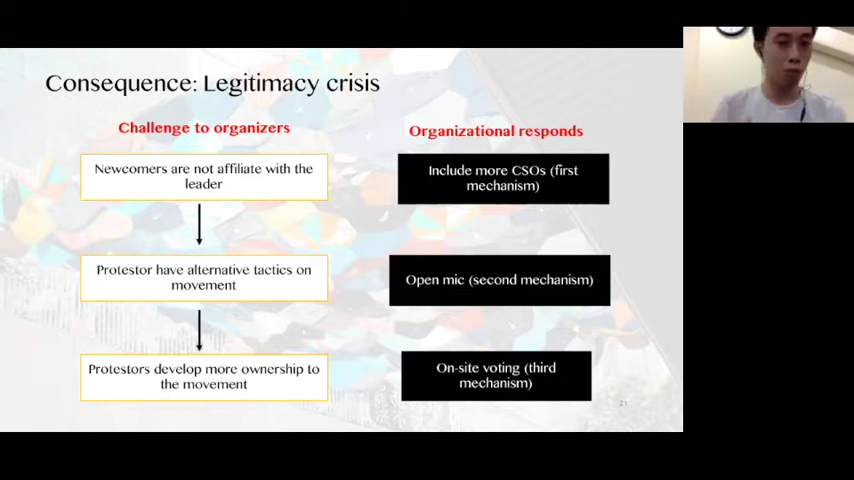 Consequence: Legitimacy crisis
Challenge to organizers
Organizational responds
Newcomers are not affiliate with the
leader
Include more CSOs (first
mechanism)
Protestor have alternative tactics on
movement
Open mic (second mechanism)
Protestors develop more ownership to
the movement
On-site voting (third
mechanism)
21